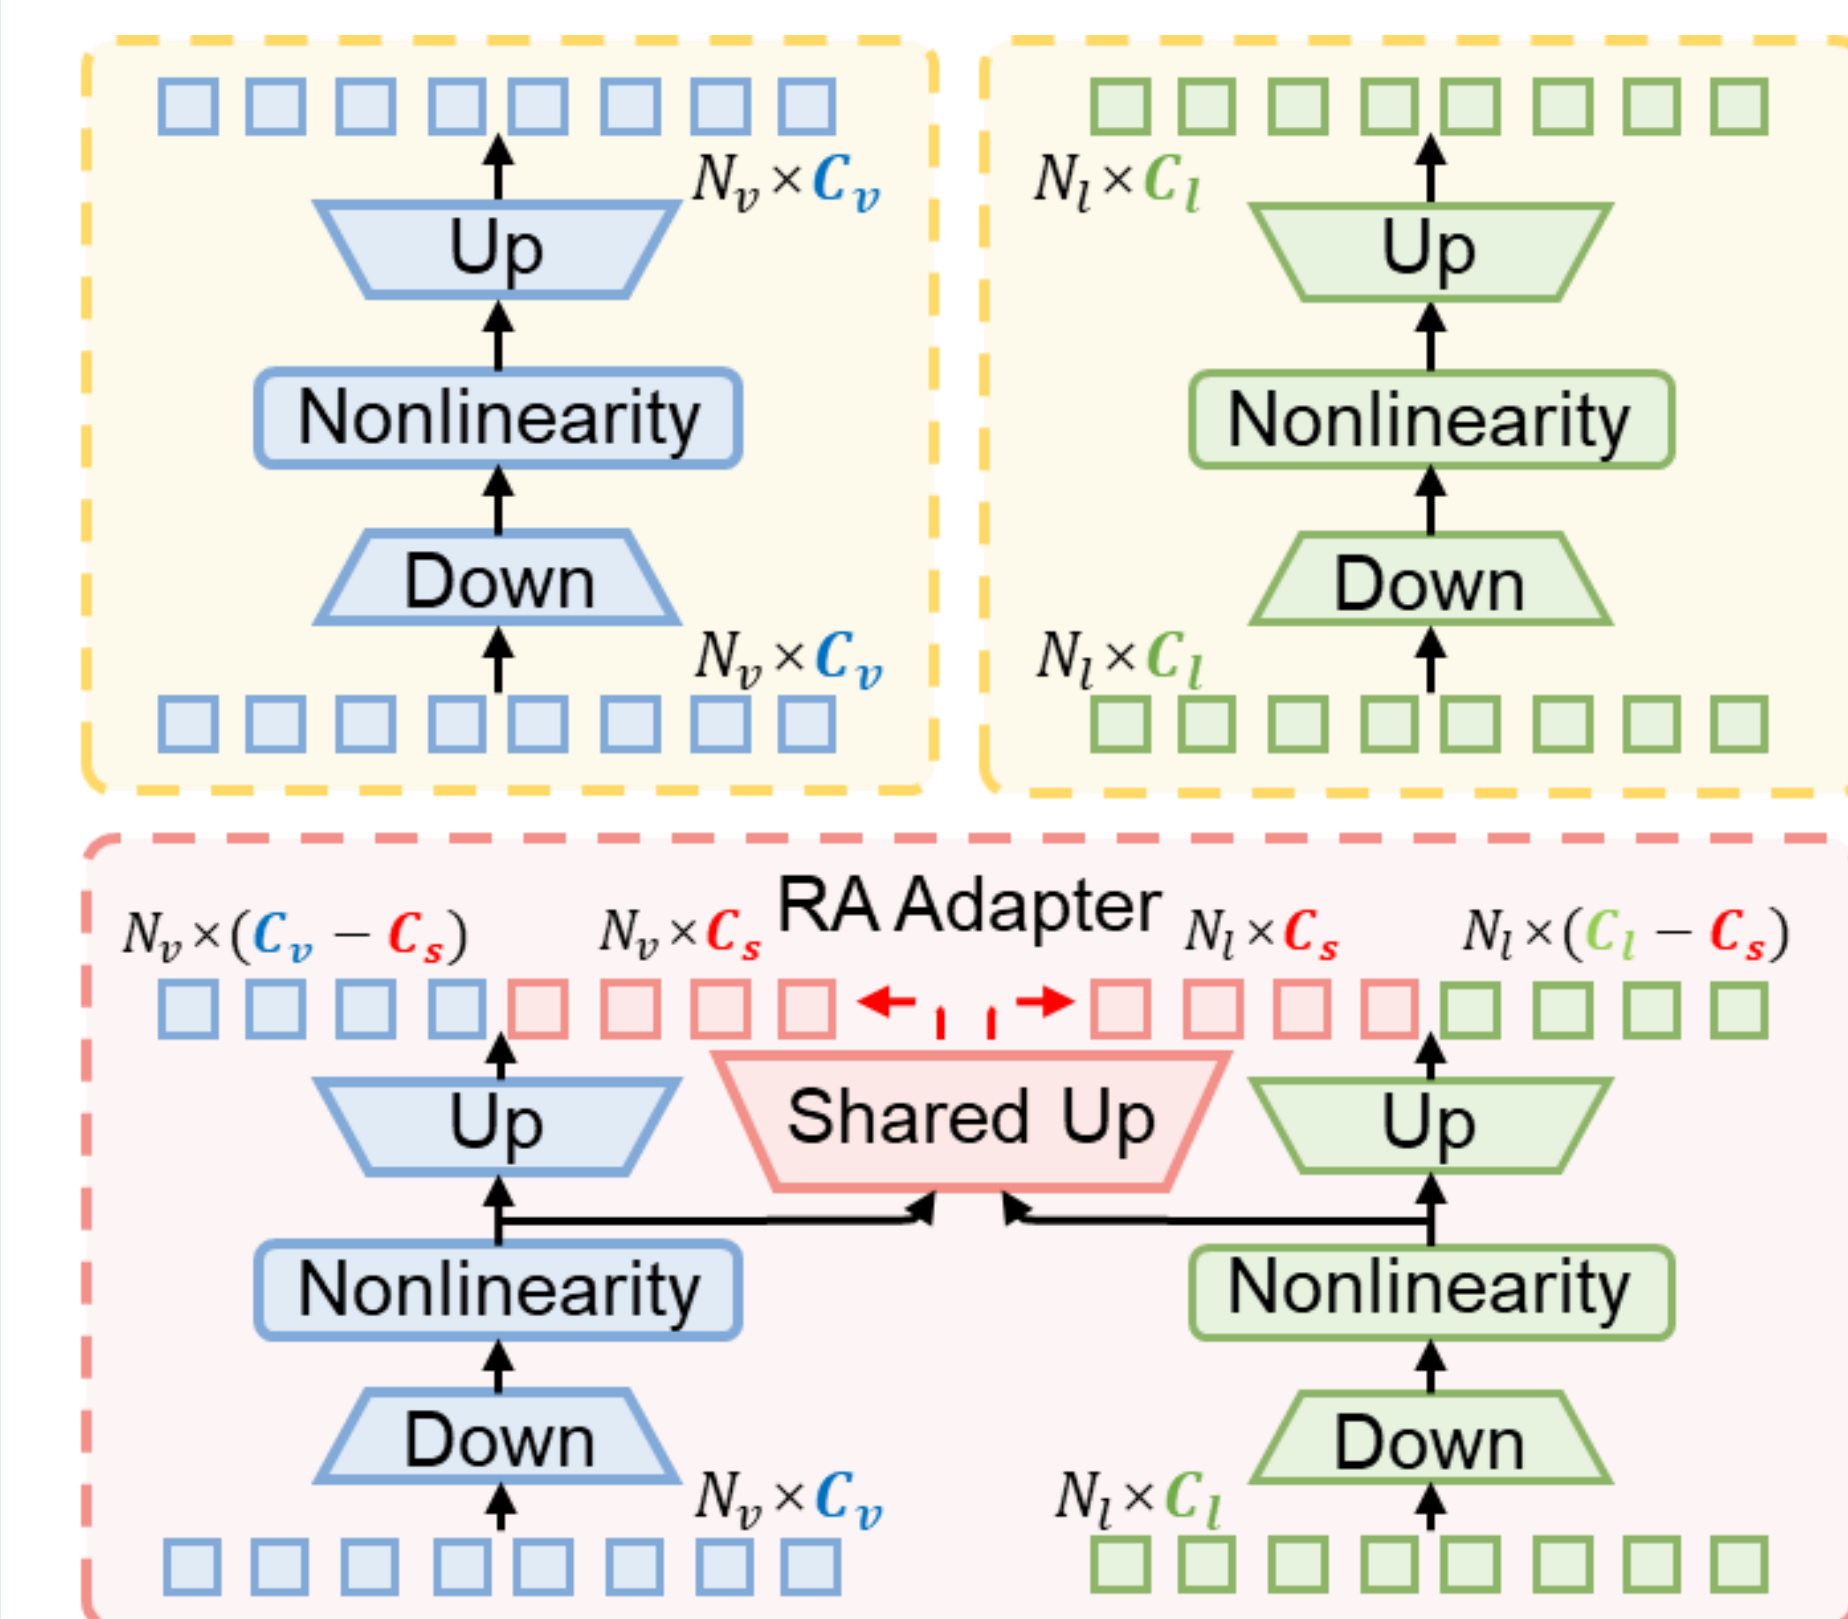 N_v × C_v N_l × C_l
Up Up
Nonlinearity Nonlinearity
Down Down
N_v × C_v N_l × C_l
RA Adapter
N_v × (C_v − C_s) N_v × C_s N_l × C_s N_l × (C_l − C_s)
Up Shared Up Up
Nonlinearity Nonlinearity
Down Down
N_v × C_v N_l × C_l